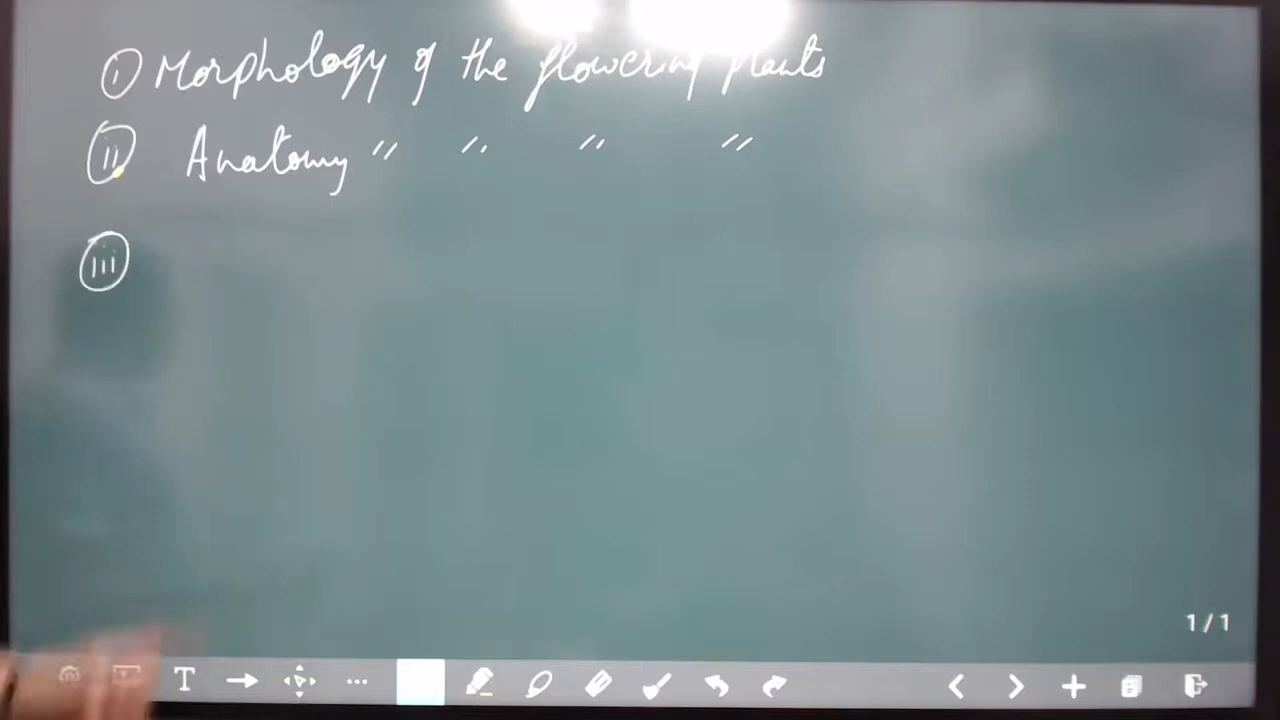 (i) Morphology of the flowering plants
(ii) Anatomy " " " "
(iii)
T
1/1